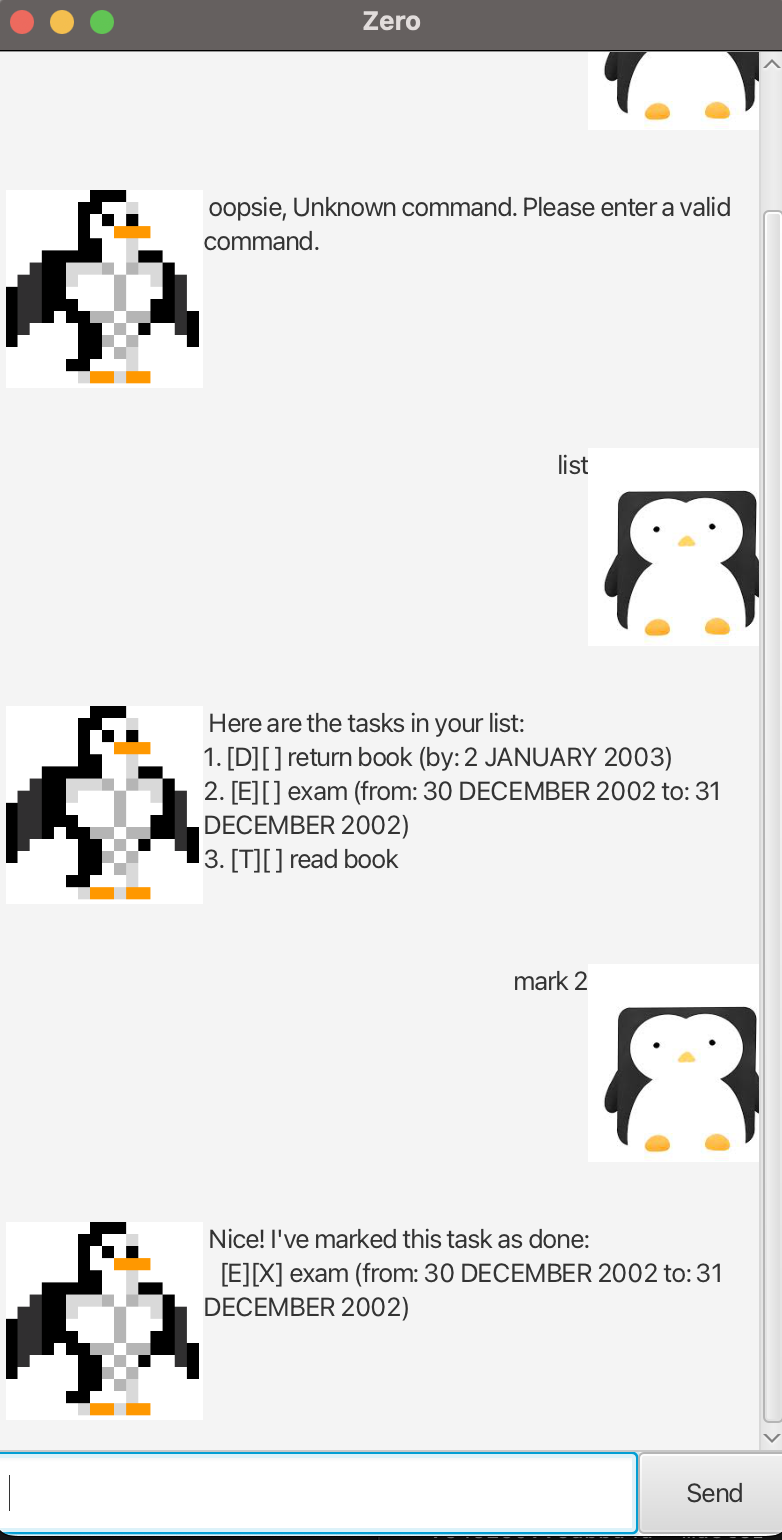 Zero
oopsie, Unknown command. Please enter a valid
command.
list
Here are the tasks in your list:
1. [D][ ] return book (by: 2 JANUARY 2003)
2. [E][ ] exam (from: 30 DECEMBER 2002 to: 31
DECEMBER 2002)
3. [T][ ] read book
mark 2
Nice! I've marked this task as done:
[E][X] exam (from: 30 DECEMBER 2002 to: 31
DECEMBER 2002)
Send